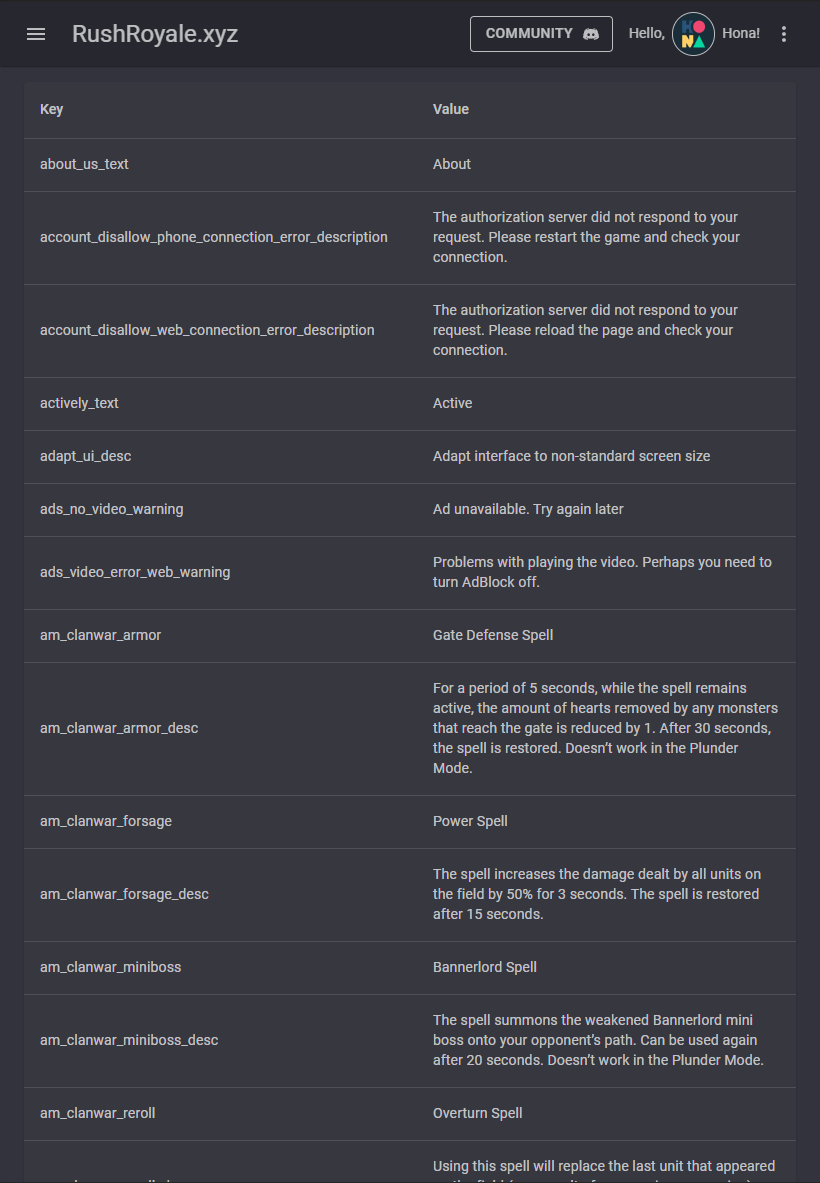 RushRoyale.xyz
COMMUNITY
Hello,
HO
NA
Hona!
Key Value
about_us_text About
account_disallow_phone_connection_error_description
The authorization server did not respond to your
request. Please restart the game and check your
connection.
account_disallow_web_connection_error_description
The authorization server did not respond to your
request. Please reload the page and check your
connection.
actively_text Active
adapt_ui_desc Adapt interface to non-standard screen size
ads_no_video_warning Ad unavailable. Try again later
ads_video_error_web_warning
Problems with playing the video. Perhaps you need to
turn AdBlock off.
am_clanwar_armor Gate Defense Spell
am_clanwar_armor_desc
For a period of 5 seconds, while the spell remains
active, the amount of hearts removed by any monsters
that reach the gate is reduced by 1. After 30 seconds,
the spell is restored. Doesn’t work in the Plunder
Mode.
am_clanwar_forsage Power Spell
am_clanwar_forsage_desc
The spell increases the damage dealt by all units on
the field by 50% for 3 seconds. The spell is restored
after 15 seconds.
am_clanwar_miniboss Bannerlord Spell
am_clanwar_miniboss_desc
The spell summons the weakened Bannerlord mini
boss onto your opponent’s path. Can be used again
after 20 seconds. Doesn’t work in the Plunder Mode.
am_clanwar_reroll Overturn Spell
Using this spell will replace the last unit that appeared